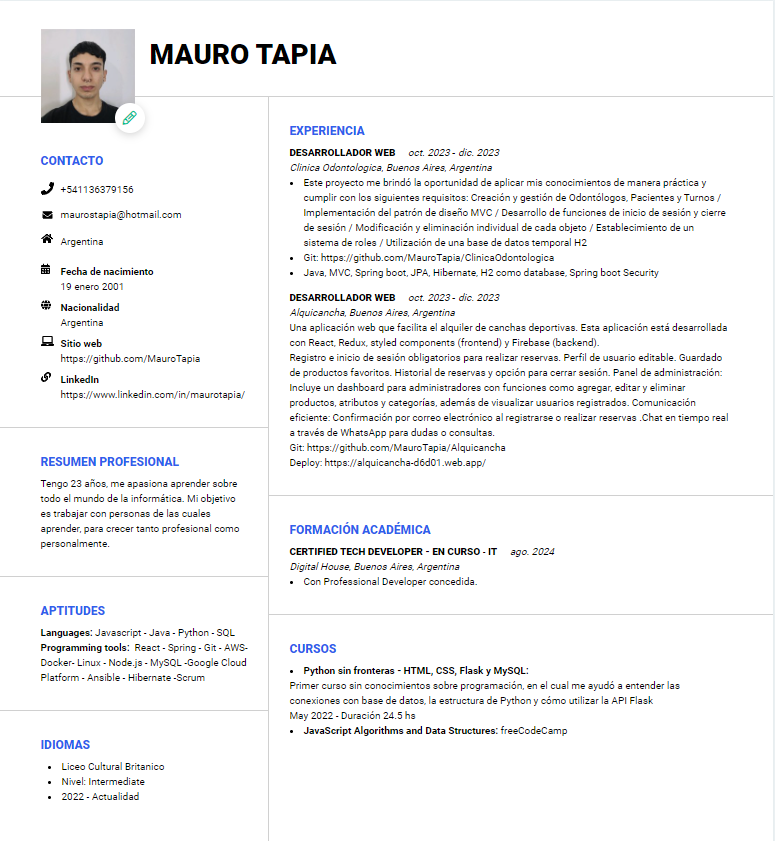 MAURO TAPIA
CONTACTO
+541136379156
maurostapia@hotmail.com
Argentina
Fecha de nacimiento
19 enero 2001
Nacionalidad
Argentina
Sitio web
https://github.com/MauroTapia
LinkedIn
https://www.linkedin.com/in/maurotapia/
RESUMEN PROFESIONAL
Tengo 23 años, me apasiona aprender sobre
todo el mundo de la informática. Mi objetivo
es trabajar con personas de las cuales
aprender, para crecer tanto profesional como
personalmente.
APTITUDES
Languages: Javascript - Java - Python - SQL
Programming tools: React - Spring - Git - AWS-
Docker- Linux - Node.js - MySQL -Google Cloud
Platform - Ansible - Hibernate -Scrum
IDIOMAS
• Liceo Cultural Britanico
• Nivel: Intermediate
• 2022 - Actualidad
EXPERIENCIA
DESARROLLADOR WEB oct. 2023 - dic. 2023
Clinica Odontologica, Buenos Aires, Argentina
• Este proyecto me brindó la oportunidad de aplicar mis conocimientos de manera práctica y
cumplir con los siguientes requisitos: Creación y gestión de Odontólogos, Pacientes y Turnos /
Implementación del patrón de diseño MVC / Desarrollo de funciones de inicio de sesión y cierre
de sesión / Modificación y eliminación individual de cada objeto / Establecimiento de un
sistema de roles / Utilización de una base de datos temporal H2
• Git: https://github.com/MauroTapia/ClinicaOdontologica
• Java, MVC, Spring boot, JPA, Hibernate, H2 como database, Spring boot Security
DESARROLLADOR WEB oct. 2023 - dic. 2023
Alquicancha, Buenos Aires, Argentina
Una aplicación web que facilita el alquiler de canchas deportivas. Esta aplicación está desarrollada
con React, Redux, styled components (frontend) y Firebase (backend).
Registro e inicio de sesión obligatorios para realizar reservas. Perfil de usuario editable. Guardado
de productos favoritos. Historial de reservas y opción para cerrar sesión. Panel de administración:
Incluye un dashboard para administradores con funciones como agregar, editar y eliminar
productos, atributos y categorías, además de visualizar usuarios registrados. Comunicación
eficiente: Confirmación por correo electrónico al registrarse o realizar reservas .Chat en tiempo real
a través de WhatsApp para dudas o consultas.
Git: https://github.com/MauroTapia/Alquicancha
Deploy: https://alquicancha-d6d01.web.app/
FORMACIÓN ACADÉMICA
CERTIFIED TECH DEVELOPER - EN CURSO - IT ago. 2024
Digital House, Buenos Aires, Argentina
• Con Professional Developer concedida.
CURSOS
• Python sin fronteras - HTML, CSS, Flask y MySQL:
Primer curso sin conocimientos sobre programación, en el cual me ayudó a entender las
conexiones con base de datos, la estructura de Python y cómo utilizar la API Flask
May 2022 - Duración 24.5 hs
• JavaScript Algorithms and Data Structures: freeCodeCamp